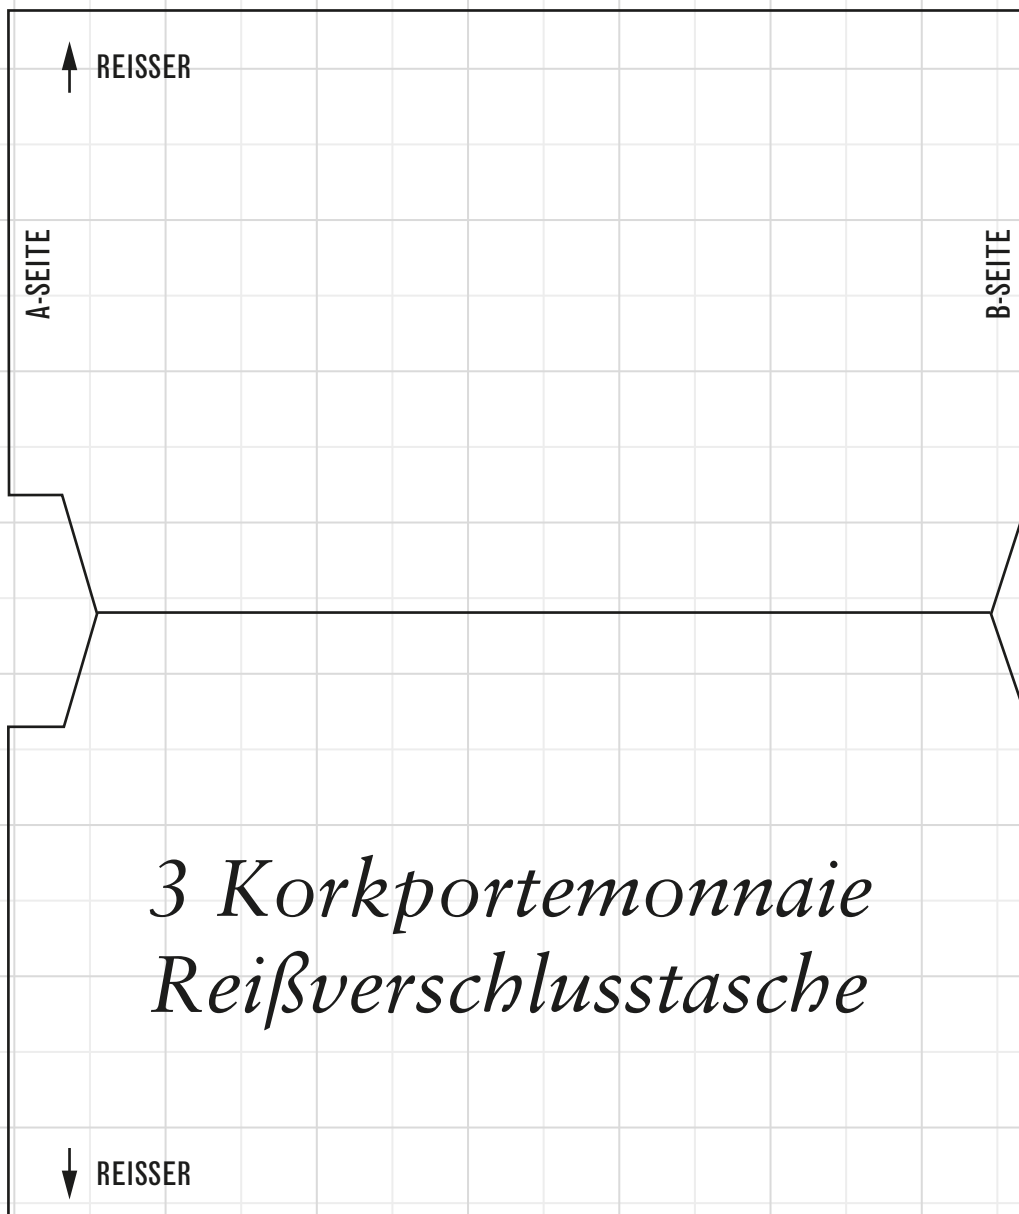 REISSER
A-SEITE
B-SEITE
3 Korkportemonnaie
Reißverschlusstasche
REISSER